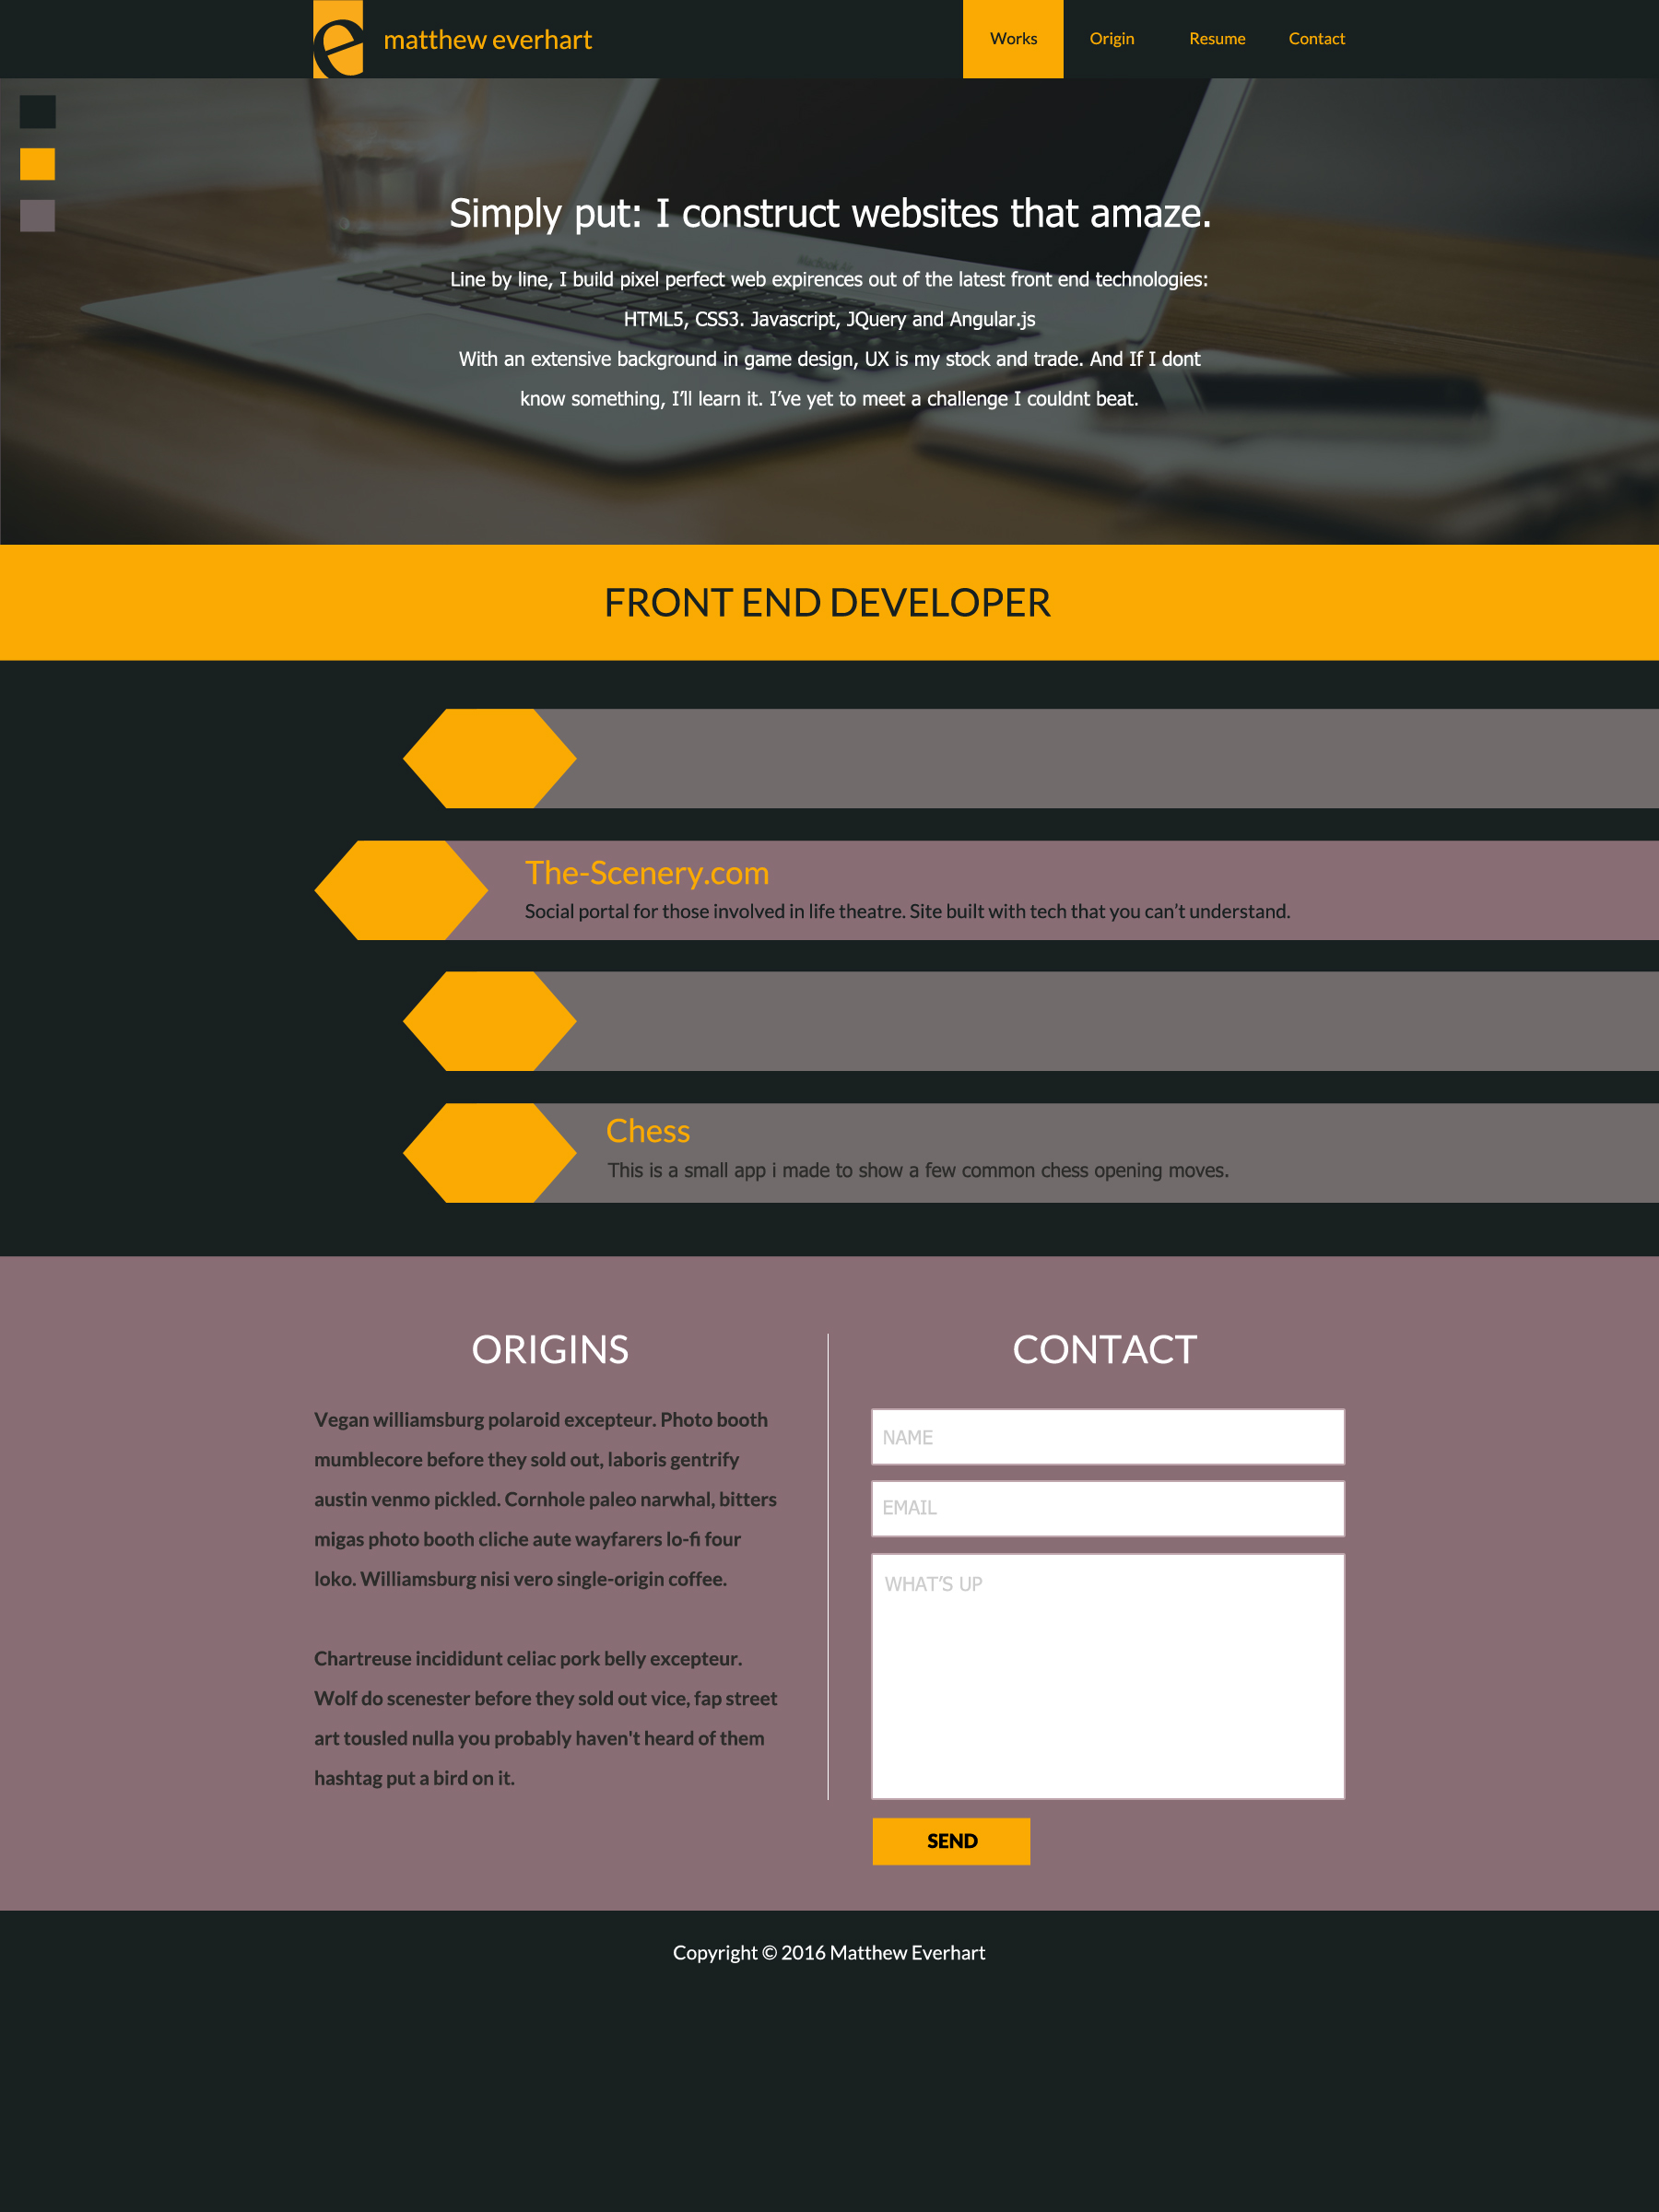 e matthew everhart
Works Origin Resume Contact
Simply put: I construct websites that amaze.
Line by line, I build pixel perfect web expirences out of the latest front end technologies:
HTML5, CSS3. Javascript, JQuery and Angular.js
With an extensive background in game design, UX is my stock and trade. And If I dont
know something, I’ll learn it. I’ve yet to meet a challenge I couldnt beat.
FRONT END DEVELOPER
The-Scenery.com
Social portal for those involved in life theatre. Site built with tech that you can’t understand.
Chess
This is a small app i made to show a few common chess opening moves.
ORIGINS
Vegan williamsburg polaroid excepteur. Photo booth
mumblecore before they sold out, laboris gentrify
austin venmo pickled. Cornhole paleo narwhal, bitters
migas photo booth cliche aute wayfarers lo-fi four
loko. Williamsburg nisi vero single-origin coffee.
Chartreuse incididunt celiac pork belly excepteur.
Wolf do scenester before they sold out vice, fap street
art tousled nulla you probably haven't heard of them
hashtag put a bird on it.
CONTACT
NAME
EMAIL
WHAT’S UP
SEND
Copyright © 2016 Matthew Everhart